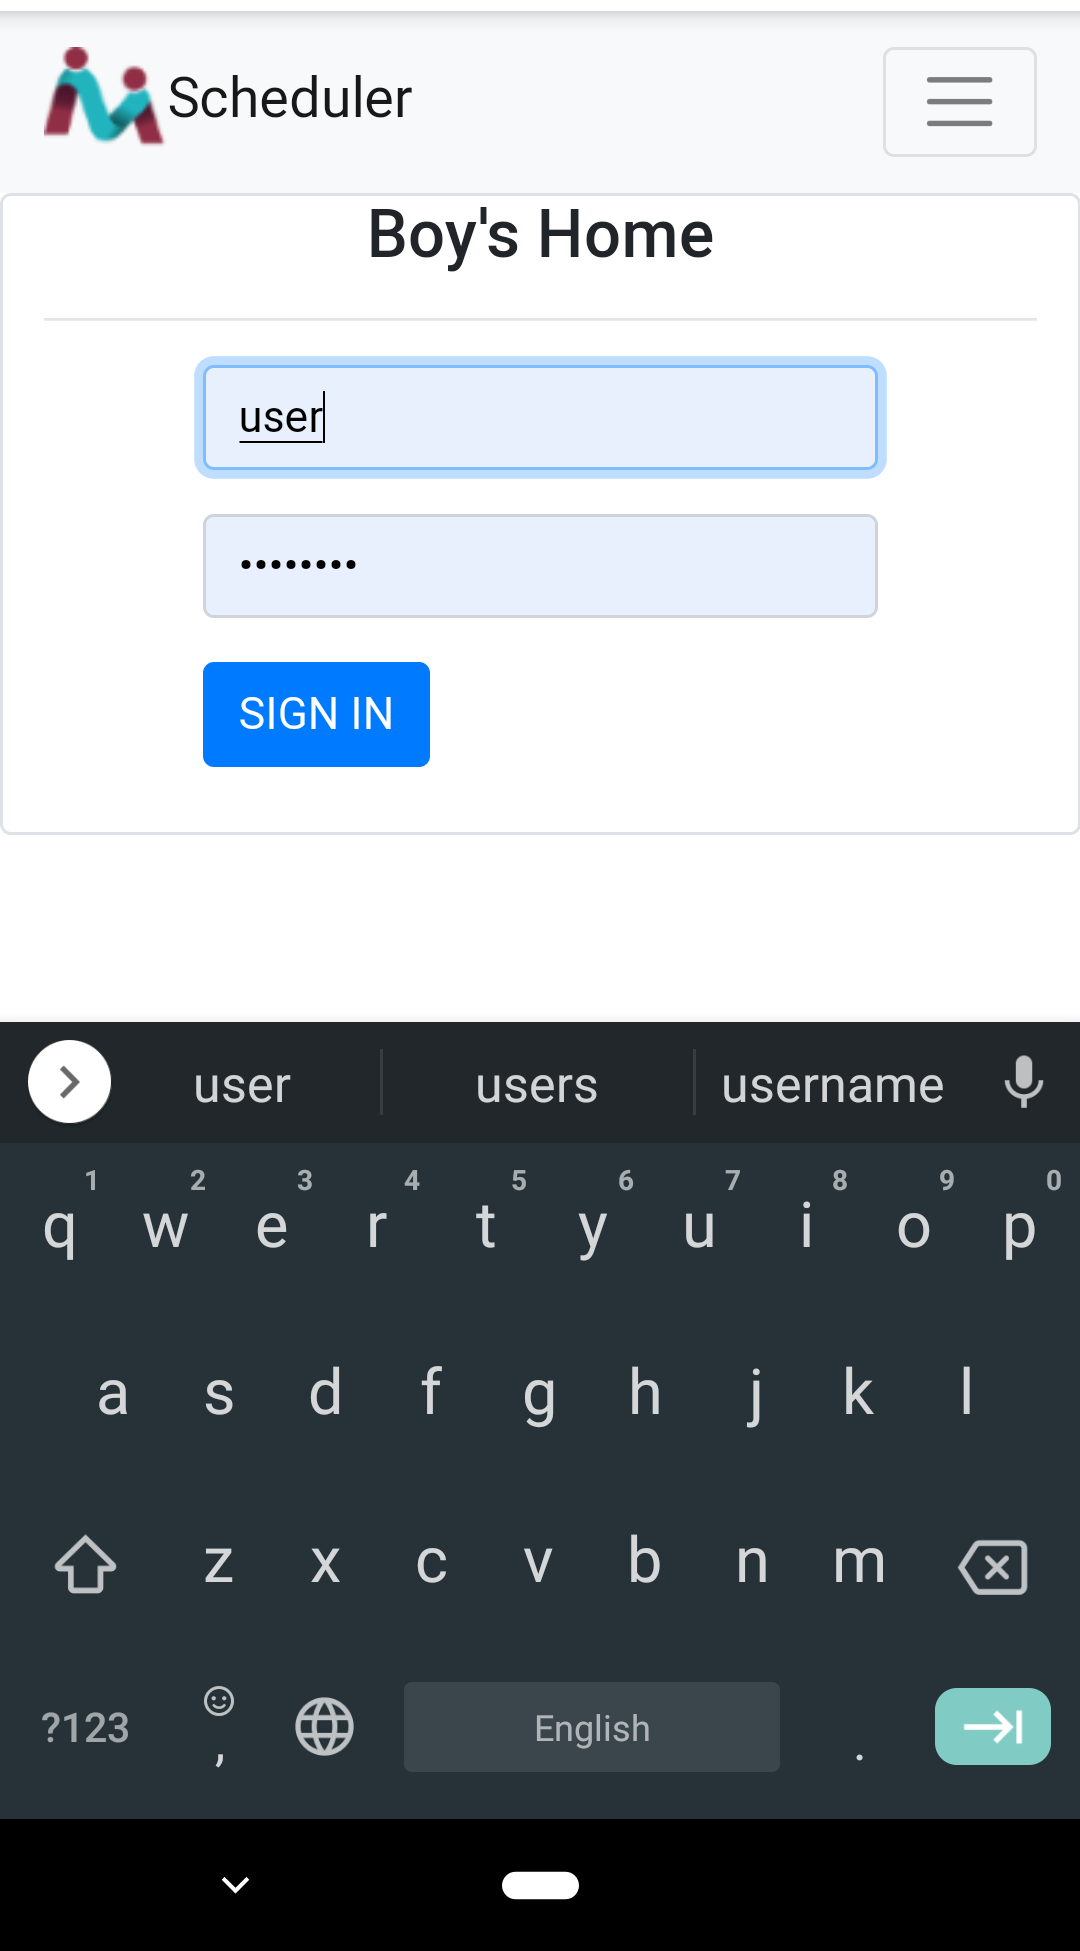 Scheduler
Boy's Home
user
••••••••
SIGN IN
user users username
1 2 3 4 5 6 7 8 9 0
q w e r t y u i o p
a s d f g h j k l
z x c v b n m
?123 , English .